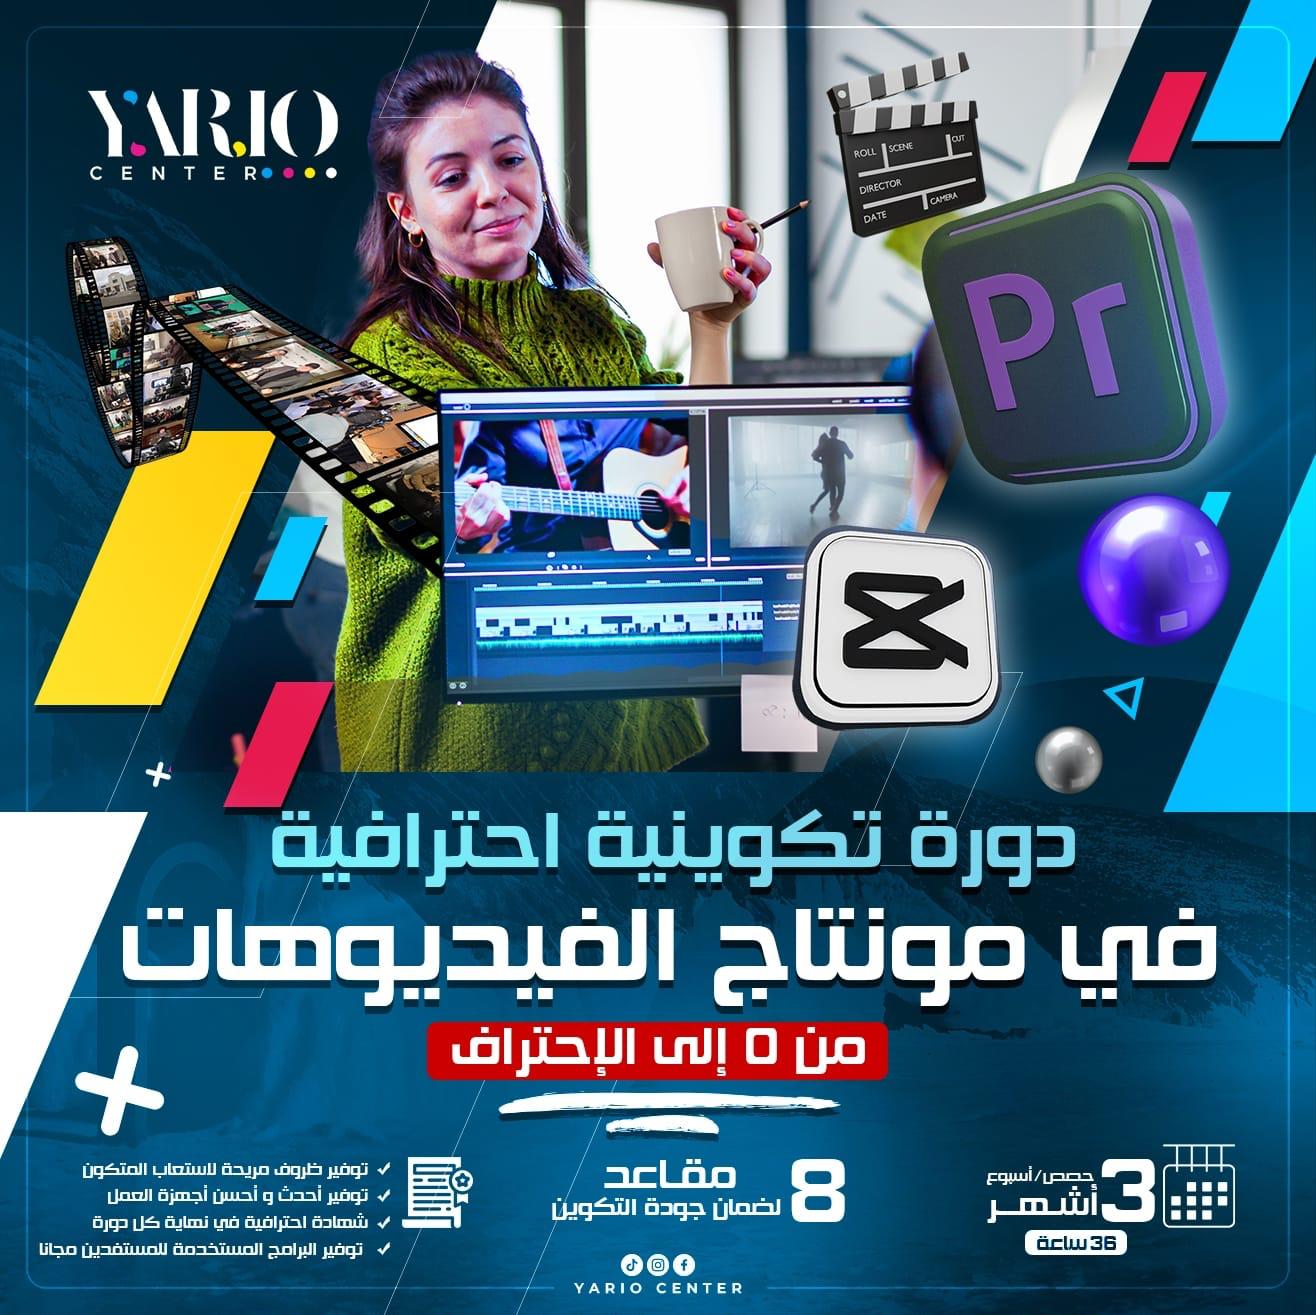 YARIO
CENTER
ROLL SCENE CUT
DIRECTOR
DATE CAMERA
Pr
دورة تكوينية احترافية
في مونتاج الفيديوهات
من 0 إلى الإحتراف
3 حصص/أسبوع
أشهر
36 ساعة
8 مقاعد
لضمان جودة التكوين
توفير ظروف مريحة لاستعاب المتكون
توفير أحدث و أحسن أجهزة العمل
شهادة احترافية في نهاية كل دورة
توفير البرامج المستخدمة للمستفدين مجانا
YARIO CENTER